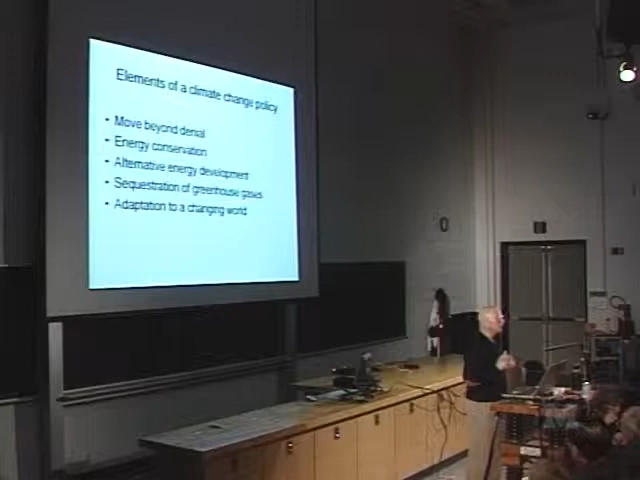 Elements of a climate change policy
• Move beyond denial
• Energy conservation
• Alternative energy development
• Sequestration of greenhouse gases
• Adaptation to a changing world